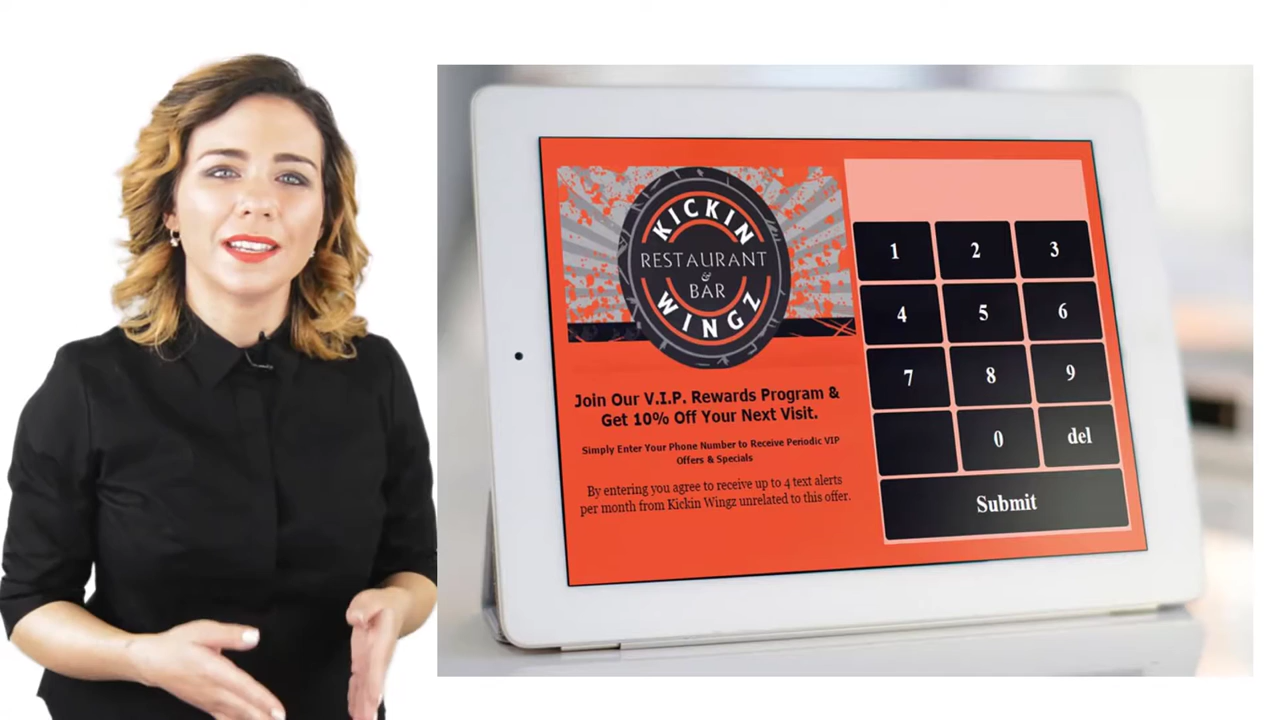 KICKIN
RESTAURANT
&
BAR
WINGZ
Join Our V.I.P. Rewards Program &
Get 10% Off Your Next Visit.
Simply Enter Your Phone Number to Receive Periodic VIP
Offers & Specials
By entering you agree to receive up to 4 text alerts
per month from Kickin Wingz unrelated to this offer.
1 2 3
4 5 6
7 8 9
0 del
Submit